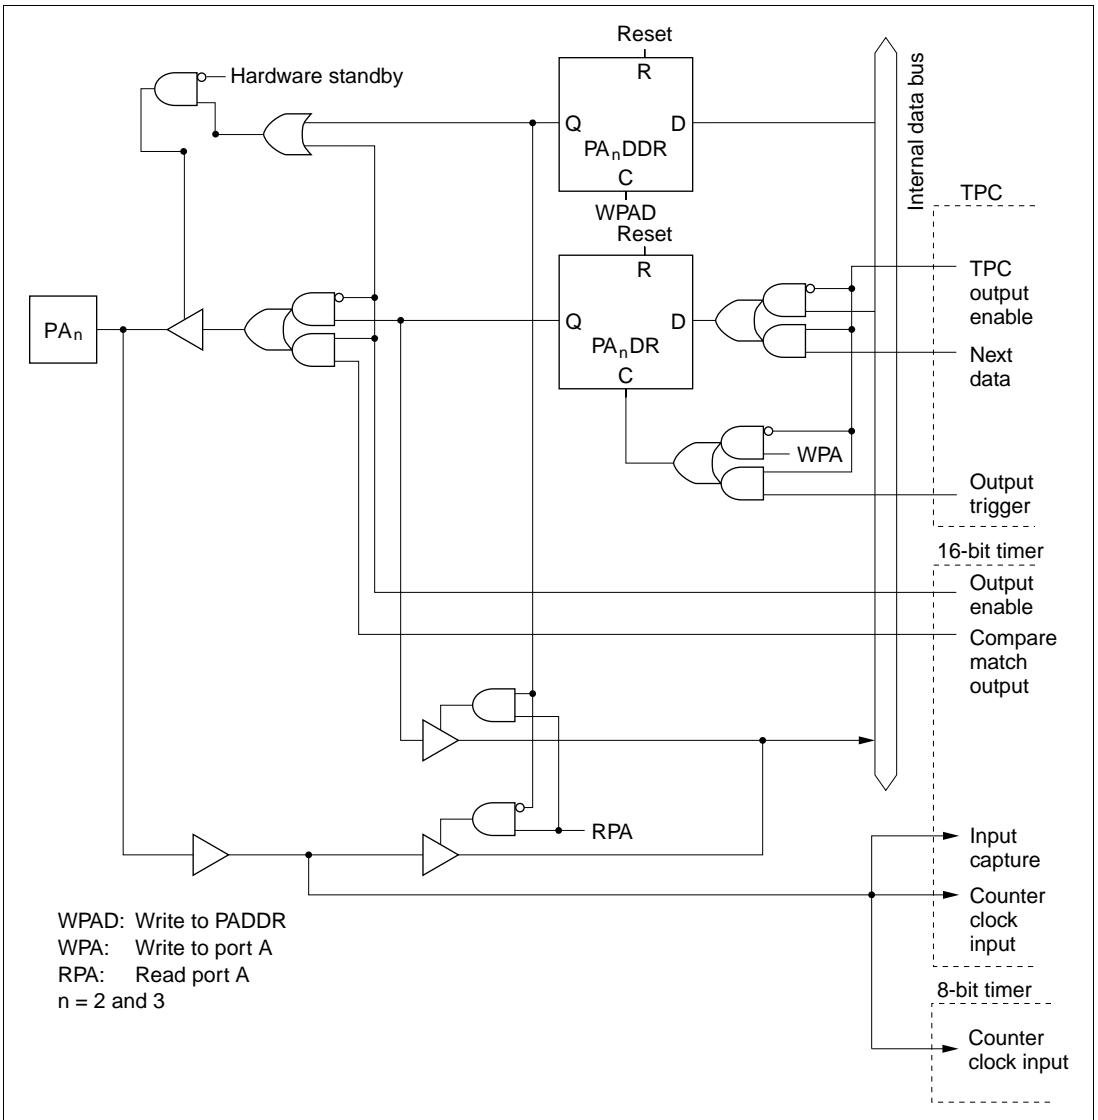 Reset
Hardware standby
R
Q
D
PAnDDR
C
WPAD
Internal data bus
TPC
Reset
R
TPC
output
enable
PAn
Q
D
PAnDR
C
Next
data
WPA
Output
trigger
16-bit timer
Output
enable
Compare
match
output
RPA
Input
capture
Counter
clock
input
WPAD: Write to PADDR
WPA: Write to port A
RPA: Read port A
n = 2 and 3
8-bit timer
Counter
clock input